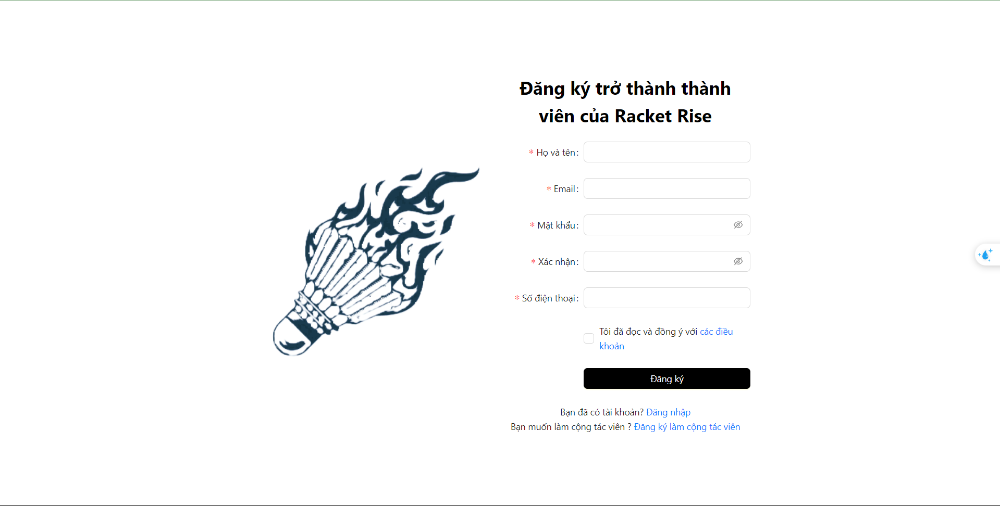 Đăng ký trở thành thành
viên của Racket Rise
* Họ và tên:
* Email:
* Mật khẩu:
* Xác nhận:
* Số điện thoại:
Tôi đã đọc và đồng ý với các điều
khoản
Đăng ký
Bạn đã có tài khoản? Đăng nhập
Bạn muốn làm cộng tác viên ? Đăng ký làm cộng tác viên